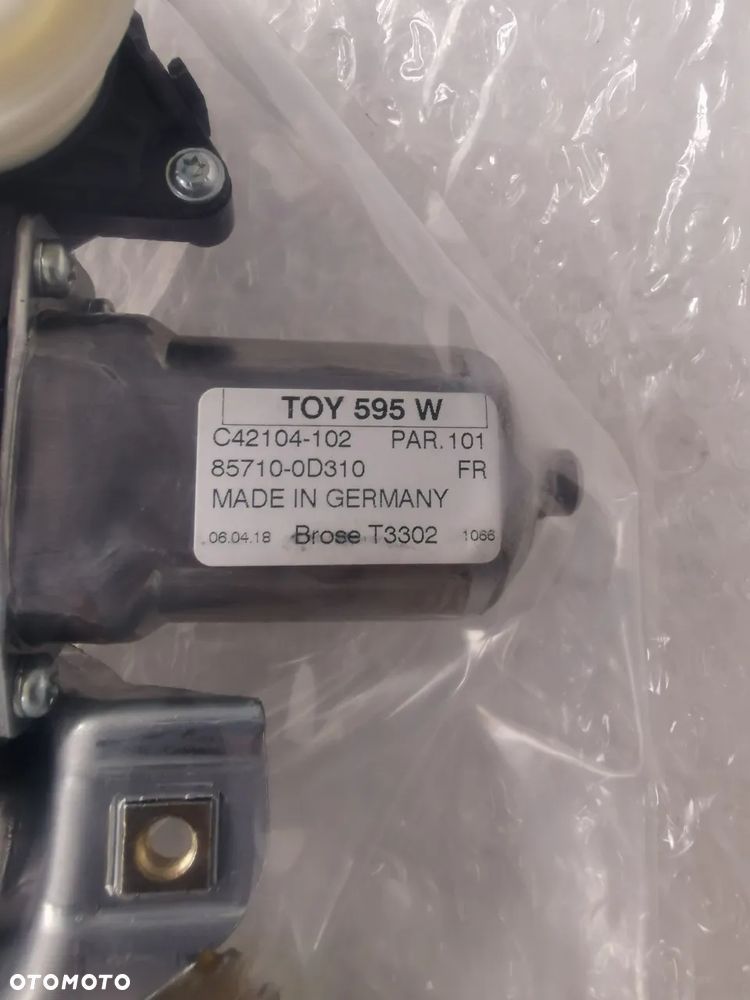 TOY 595 W
C42104-102 PAR.101
85710-0D310 FR
MADE IN GERMANY
06.04.18 Brose T3302 1066
OTOMOTO